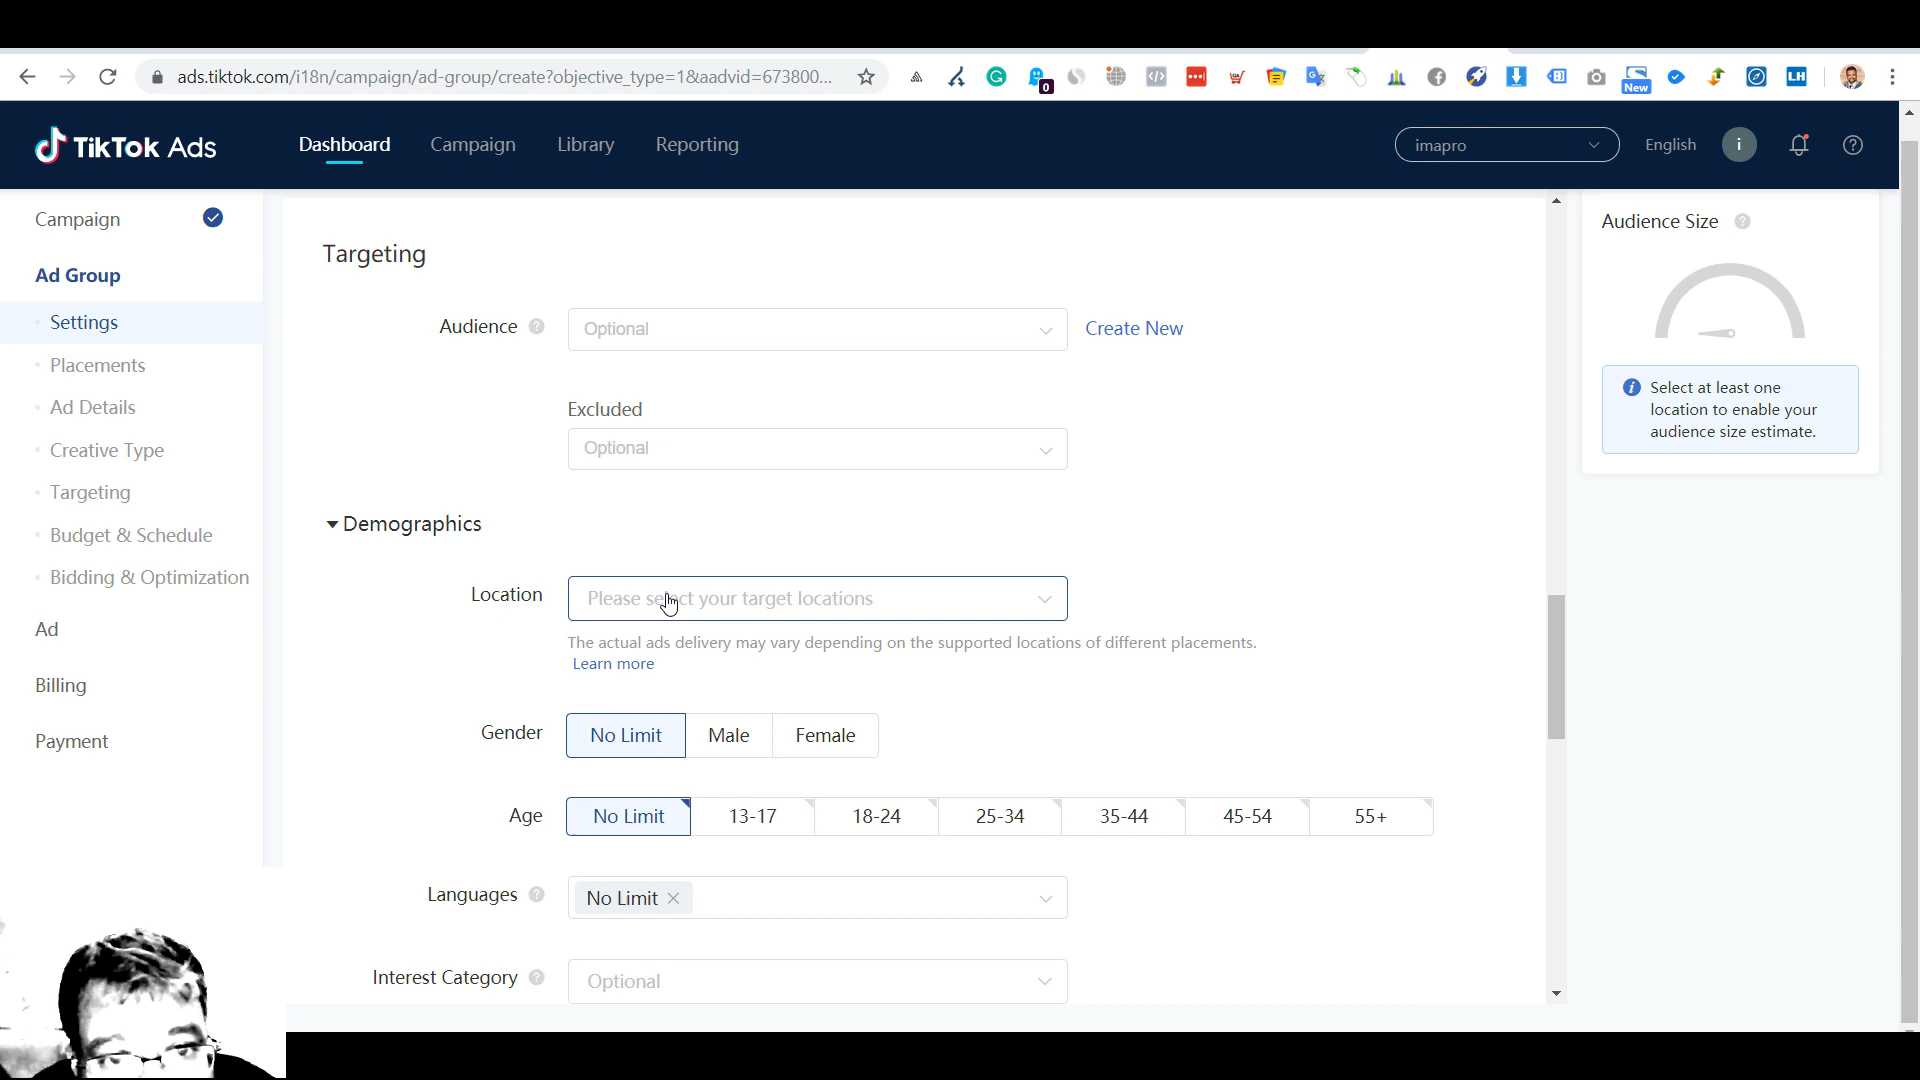 ads.tiktok.com/i18n/campaign/ad-group/create?objective_type=1&aadvid=673800...
0
New
LH
TikTok Ads
Dashboard
Campaign
Library
Reporting
imapro
English
i
Campaign
Ad Group
Settings
Placements
Ad Details
Creative Type
Targeting
Budget & Schedule
Bidding & Optimization
Ad
Billing
Payment
Targeting
Audience
Optional
Create New
Excluded
Optional
Demographics
Location
Please select your target locations
The actual ads delivery may vary depending on the supported locations of different placements.
Learn more
Gender
No Limit
Male
Female
Age
No Limit
13-17
18-24
25-34
35-44
45-54
55+
Languages
No Limit
Interest Category
Optional
Audience Size
Select at least one
location to enable your
audience size estimate.